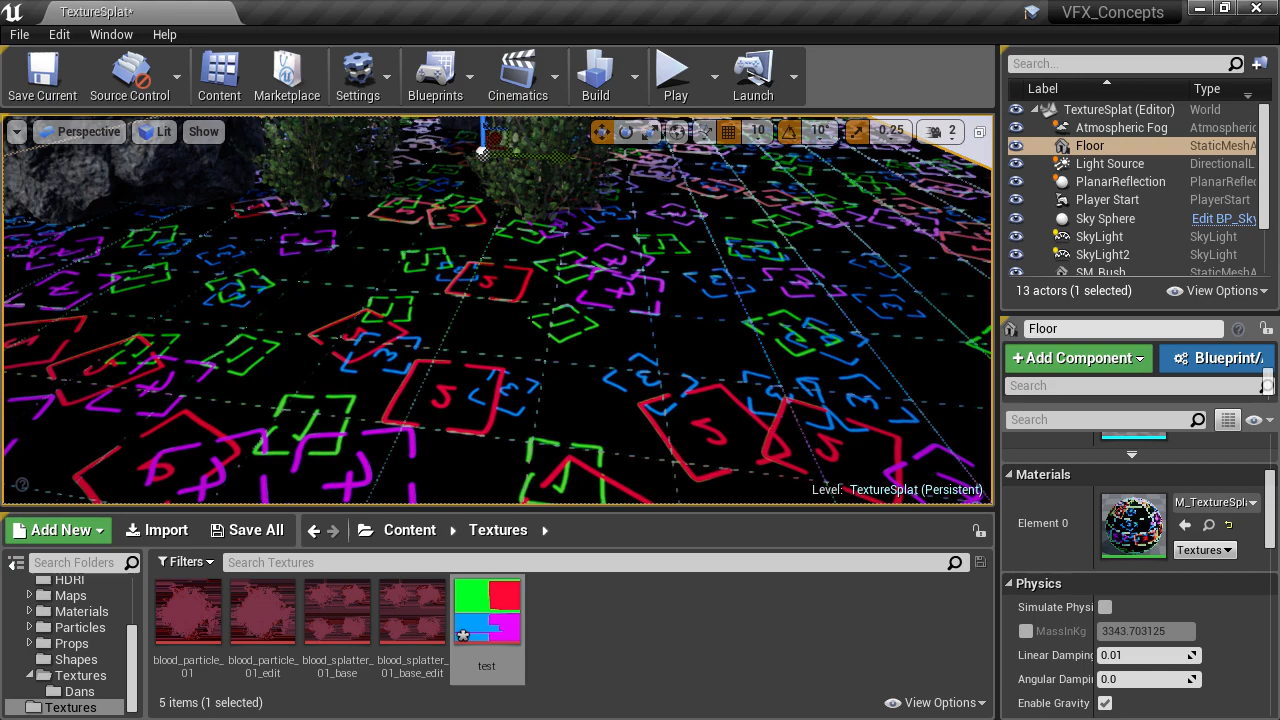 TextureSplat*
VFX_Concepts
File Edit Window Help
Save Current Source Control Content Marketplace Settings Blueprints Cinematics Build Play Launch
Perspective Lit Show 10 10° 0.25 2
Level: TextureSplat (Persistent)
Search...
Label Type
TextureSplat (Editor) World
Atmospheric Fog Atmospheric
Floor StaticMeshA
Light Source DirectionalL
PlanarReflection PlanarReflec
Player Start PlayerStart
Sky Sphere Edit BP_Sky
SkyLight SkyLight
SkyLight2 SkyLight
SM_Bush StaticMeshA
13 actors (1 selected) View Options
Floor
+Add Component Blueprint/
Search
Search
Materials
Element 0 M_TextureSpla
Textures
Physics
Simulate Physi
MassInKg 3343.703125
Linear Damping 0.01
Angular Dampi 0.0
Enable Gravity
Add New Import Save All Content Textures
Search Folders
Filters Search Textures
HDRI
Maps
Materials
Particles
Props
Shapes
Textures
Dans
Textures
blood_particle_
01
blood_particle_
01_edit
blood_splatter_
01_base
blood_splatter_
01_base_edit
test
5 items (1 selected) View Options